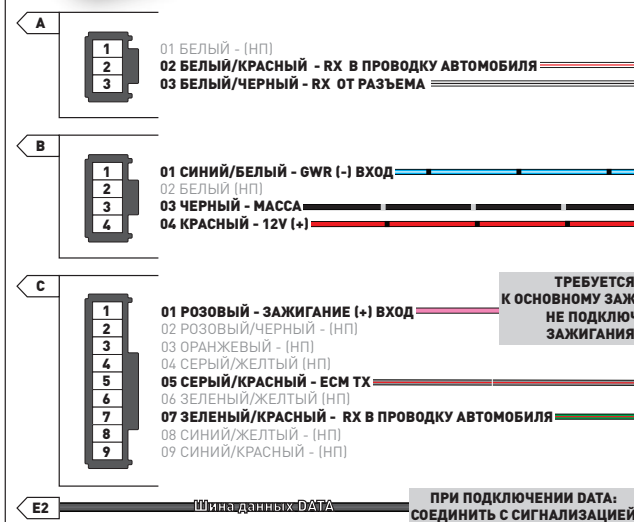 A
1 01 БЕЛЫЙ - (НП)
2 02 БЕЛЫЙ/КРАСНЫЙ - RX В ПРОВОДКУ АВТОМОБИЛЯ
3 03 БЕЛЫЙ/ЧЕРНЫЙ - RX ОТ РАЗЪЕМА
B
1 01 СИНИЙ/БЕЛЫЙ - GWR (-) ВХОД
2 02 БЕЛЫЙ (НП)
3 03 ЧЕРНЫЙ - МАССА
4 04 КРАСНЫЙ - 12V (+)
C
ТРЕБУЕТСЯ
К ОСНОВНОМУ ЗАЖ
НЕ ПОДКЛЮЧ
ЗАЖИГАНИЯ
1 01 РОЗОВЫЙ - ЗАЖИГАНИЕ (+) ВХОД
2 02 РОЗОВЫЙ/ЧЕРНЫЙ - (НП)
3 03 ОРАНЖЕВЫЙ - (НП)
4 04 СЕРЫЙ/ЖЕЛТЫЙ (НП)
5 05 СЕРЫЙ/КРАСНЫЙ - ECM TX
6 06 ЗЕЛЕНЫЙ/ЖЕЛТЫЙ (НП)
7 07 ЗЕЛЕНЫЙ/КРАСНЫЙ - RX В ПРОВОДКУ АВТОМОБИЛЯ
8 08 СИНИЙ/ЖЕЛТЫЙ - (НП)
9 09 СИНИЙ/КРАСНЫЙ - (НП)
E2
Шина данных DATA
ПРИ ПОДКЛЮЧЕНИИ DATA:
СОЕДИНИТЬ С СИГНАЛИЗАЦИЕЙ